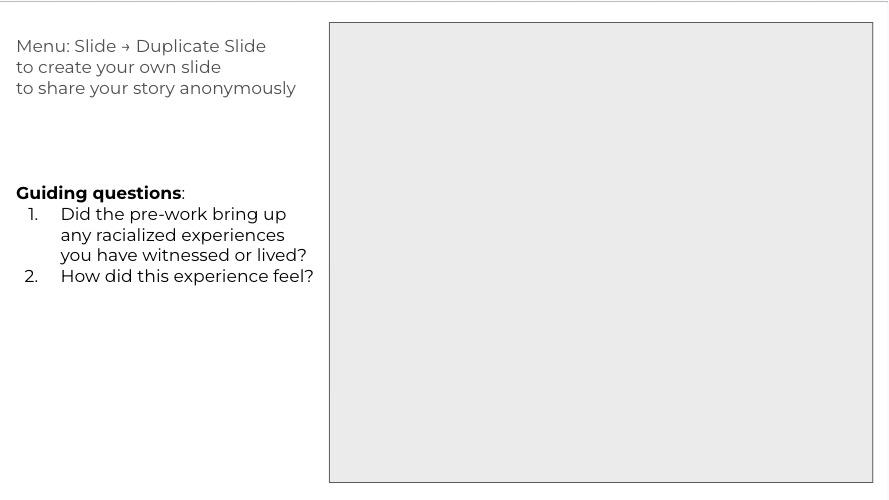 Menu: Slide → Duplicate Slide
to create your own slide
to share your story anonymously
Guiding questions:
1. Did the pre-work bring up
any racialized experiences
you have witnessed or lived?
2. How did this experience feel?